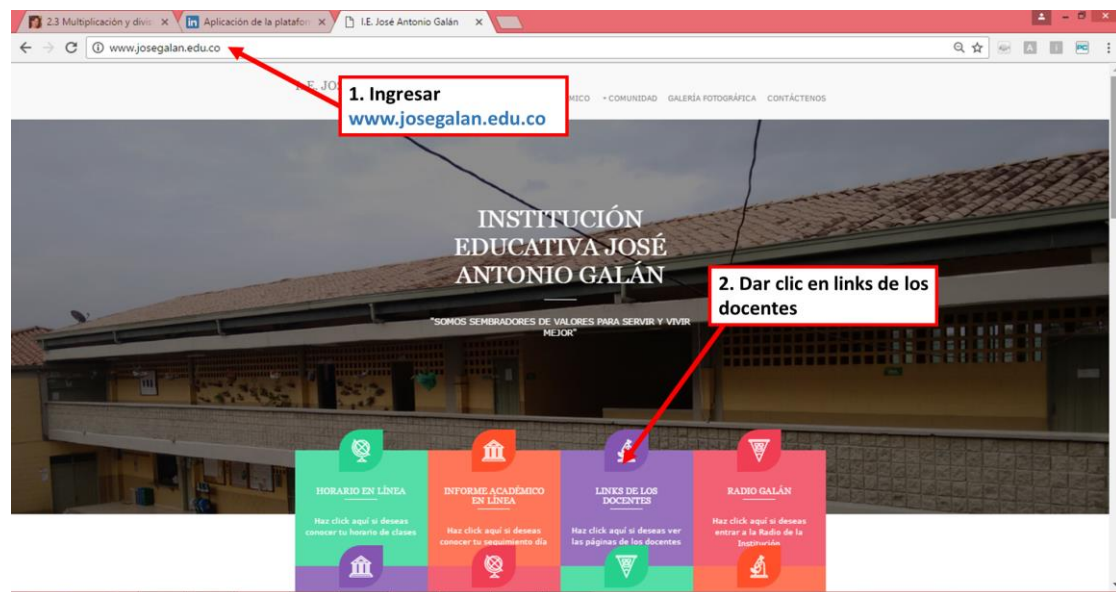 2.3 Multiplicación y divis
Aplicación de la plataform
I.E. José Antonio Galán
www.josegalan.edu.co
I.E. JO
MICO
COMUNIDAD
GALERÍA FOTOGRÁFICA
CONTÁCTENOS
1. Ingresar
www.josegalan.edu.co
INSTITUCIÓN
EDUCATIVA JOSÉ
ANTONIO GALÁN
"SOMOS SEMBRADORES DE VALORES PARA SERVIR Y VIVIR
MEJOR"
2. Dar clic en links de los
docentes
HORARIO EN LÍNEA
Haz click aquí si deseas
conocer tu horario de clases
INFORME ACADÉMICO
EN LÍNEA
Haz click aquí si deseas
conocer tu seguimiento día
LINKS DE LOS
DOCENTES
Haz click aquí si deseas ver
las páginas de los docentes
RADIO GALÁN
Haz click aquí si deseas
entrar a la Radio de la
Institución